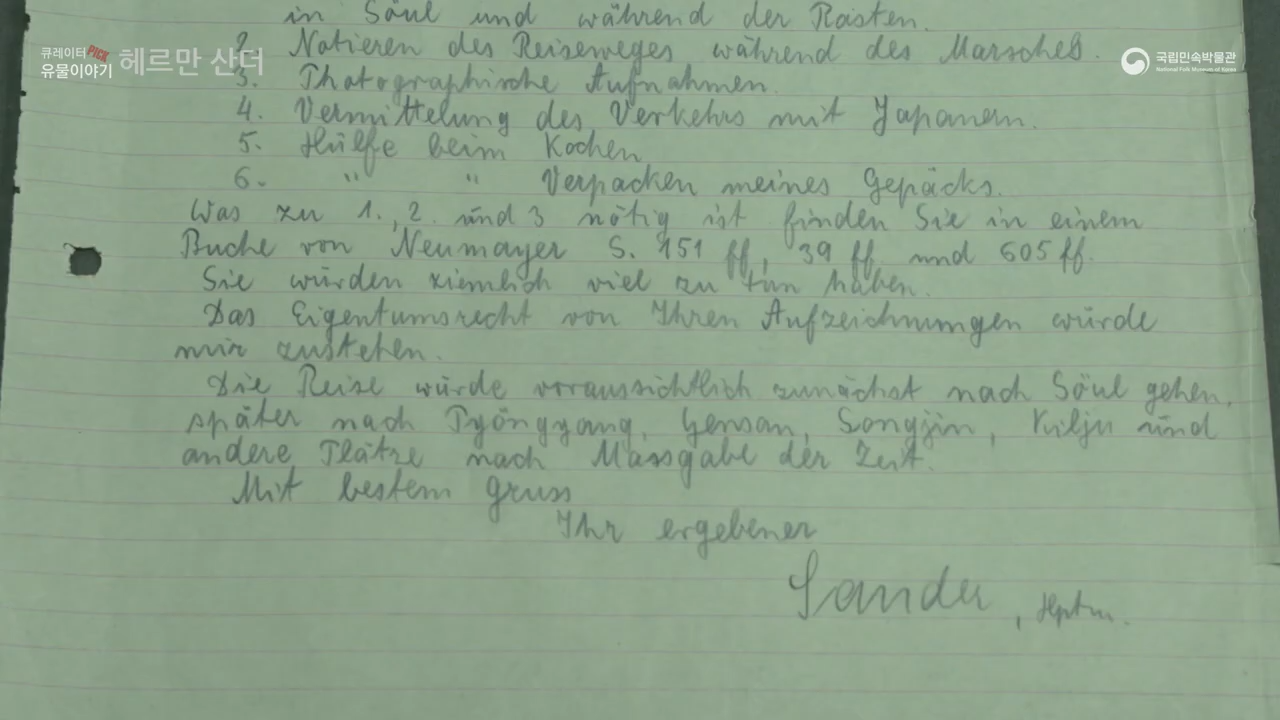 in Söul und während der Rasten.
2. Notieren des Reiseweges während des Marsches.
큐레이터 PICK
유물이야기
헤르만 산더
국립민속박물관
National Folk Museum of Korea
3. Photographische Aufnahmen.
4. Vermittelung des Verkehrs mit Japanern.
5. Hülfe beim Kochen
6. " " Verpacken meines Gepäcks.
Was zu 1., 2. und 3 nötig ist finden Sie in einem
Buche von Neumayer S. 151 ff, 39 ff und 605 ff.
Sie würden ziemlich viel zu tun haben.
Das Eigentumsrecht von Ihren Aufzeichnungen würde
mir zustehen.
Die Reise würde voraussichtlich zunächst nach Söul gehen,
später nach Pyöngyang, Gensan, Songjin, Kilju und
andere Plätze nach Massgabe der Zeit.
Mit bestem Gruss
Ihr ergebener
Sander, Hptm.